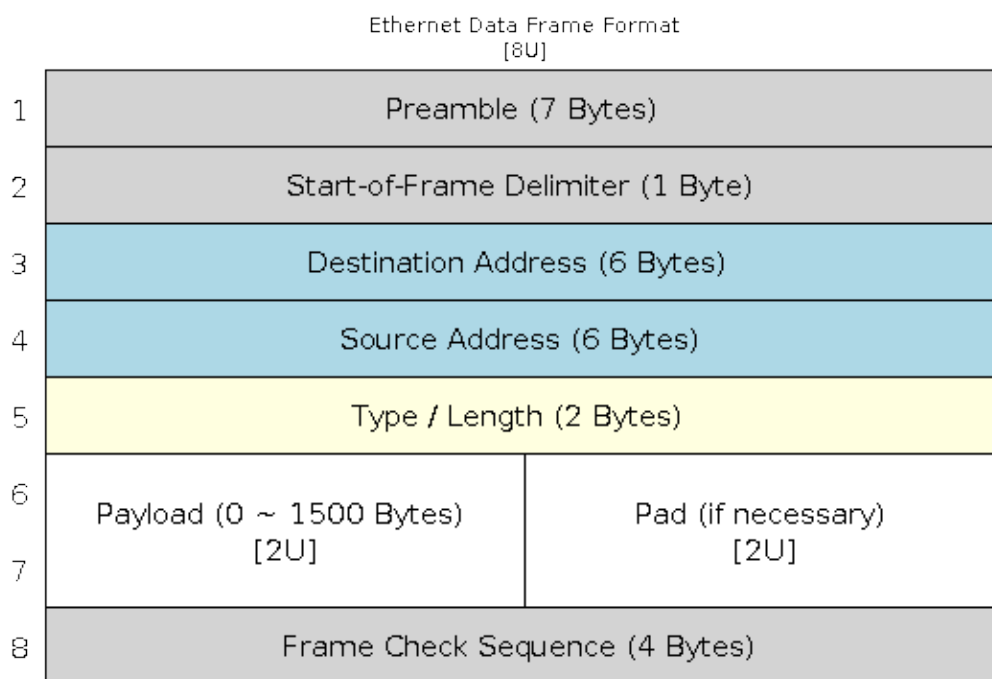 Ethernet Data Frame Format
[8U]
1 Preamble (7 Bytes)
2 Start-of-Frame Delimiter (1 Byte)
3 Destination Address (6 Bytes)
4 Source Address (6 Bytes)
5 Type / Length (2 Bytes)
6
7
Payload (0 ~ 1500 Bytes)
[2U]
Pad (if necessary)
[2U]
8 Frame Check Sequence (4 Bytes)